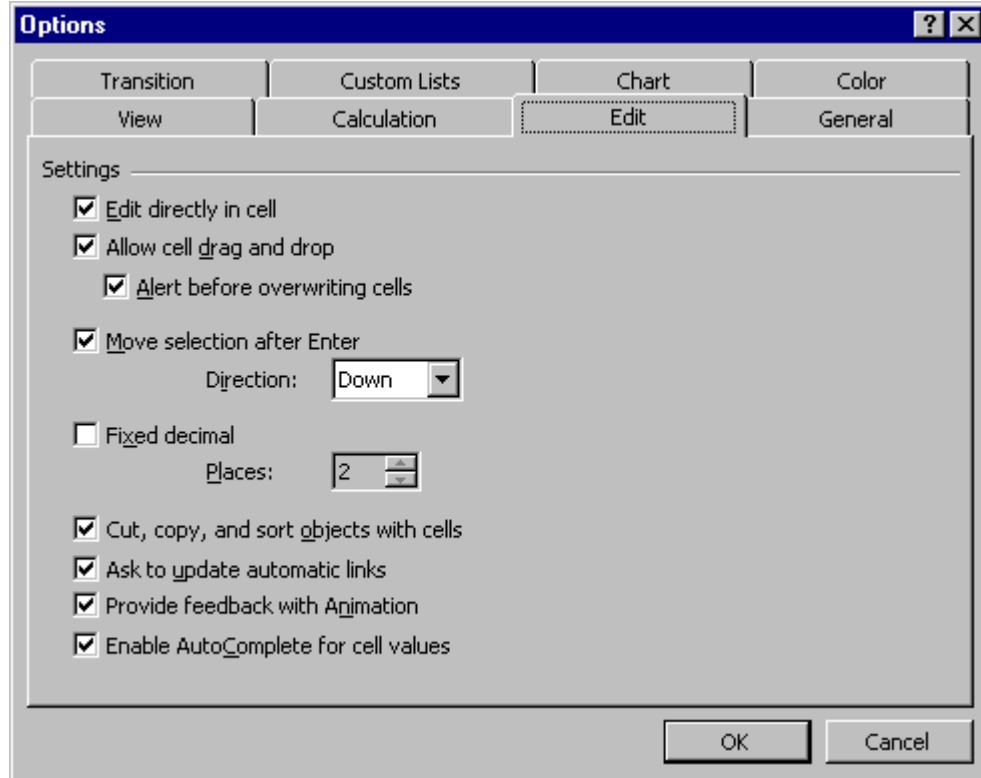 Options
Transition Custom Lists Chart Color
View Calculation Edit General
Settings
Edit directly in cell
Allow cell drag and drop
Alert before overwriting cells
Move selection after Enter
Direction: Down
Fixed decimal
Places: 2
Cut, copy, and sort objects with cells
Ask to update automatic links
Provide feedback with Animation
Enable AutoComplete for cell values
OK Cancel